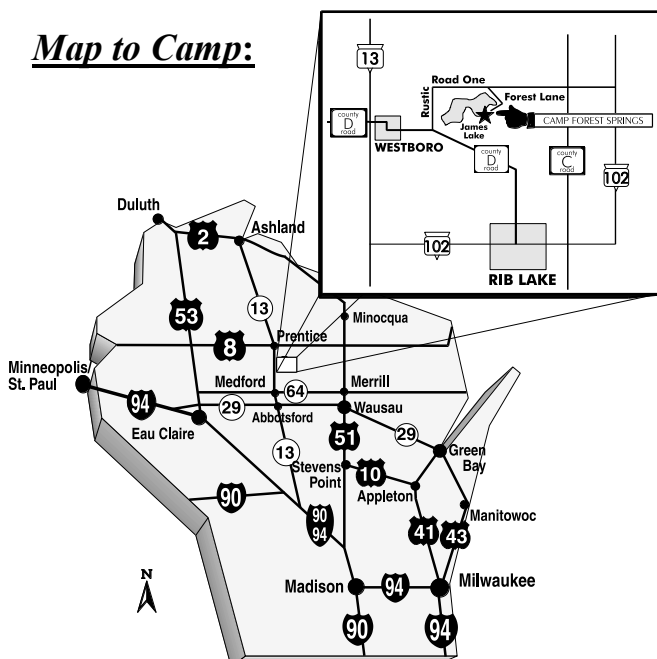 Map to Camp:
13
Road One
Rustic
Forest Lane
county
D
road
WESTBORO
James
Lake
CAMP FOREST SPRINGS
county
D
road
county
C
road
102
102
RIB LAKE
Duluth
2
Ashland
53
13
Minocqua
Prentice
8
Minneapolis/
St. Paul
Medford
64
Merrill
94
29
Abbotsford
Wausau
Eau Claire
51
29
Green
Bay
13
Stevens
Point
10
Appleton
90
90
94
41
43
Manitowoc
N
Madison
94
Milwaukee
90
94